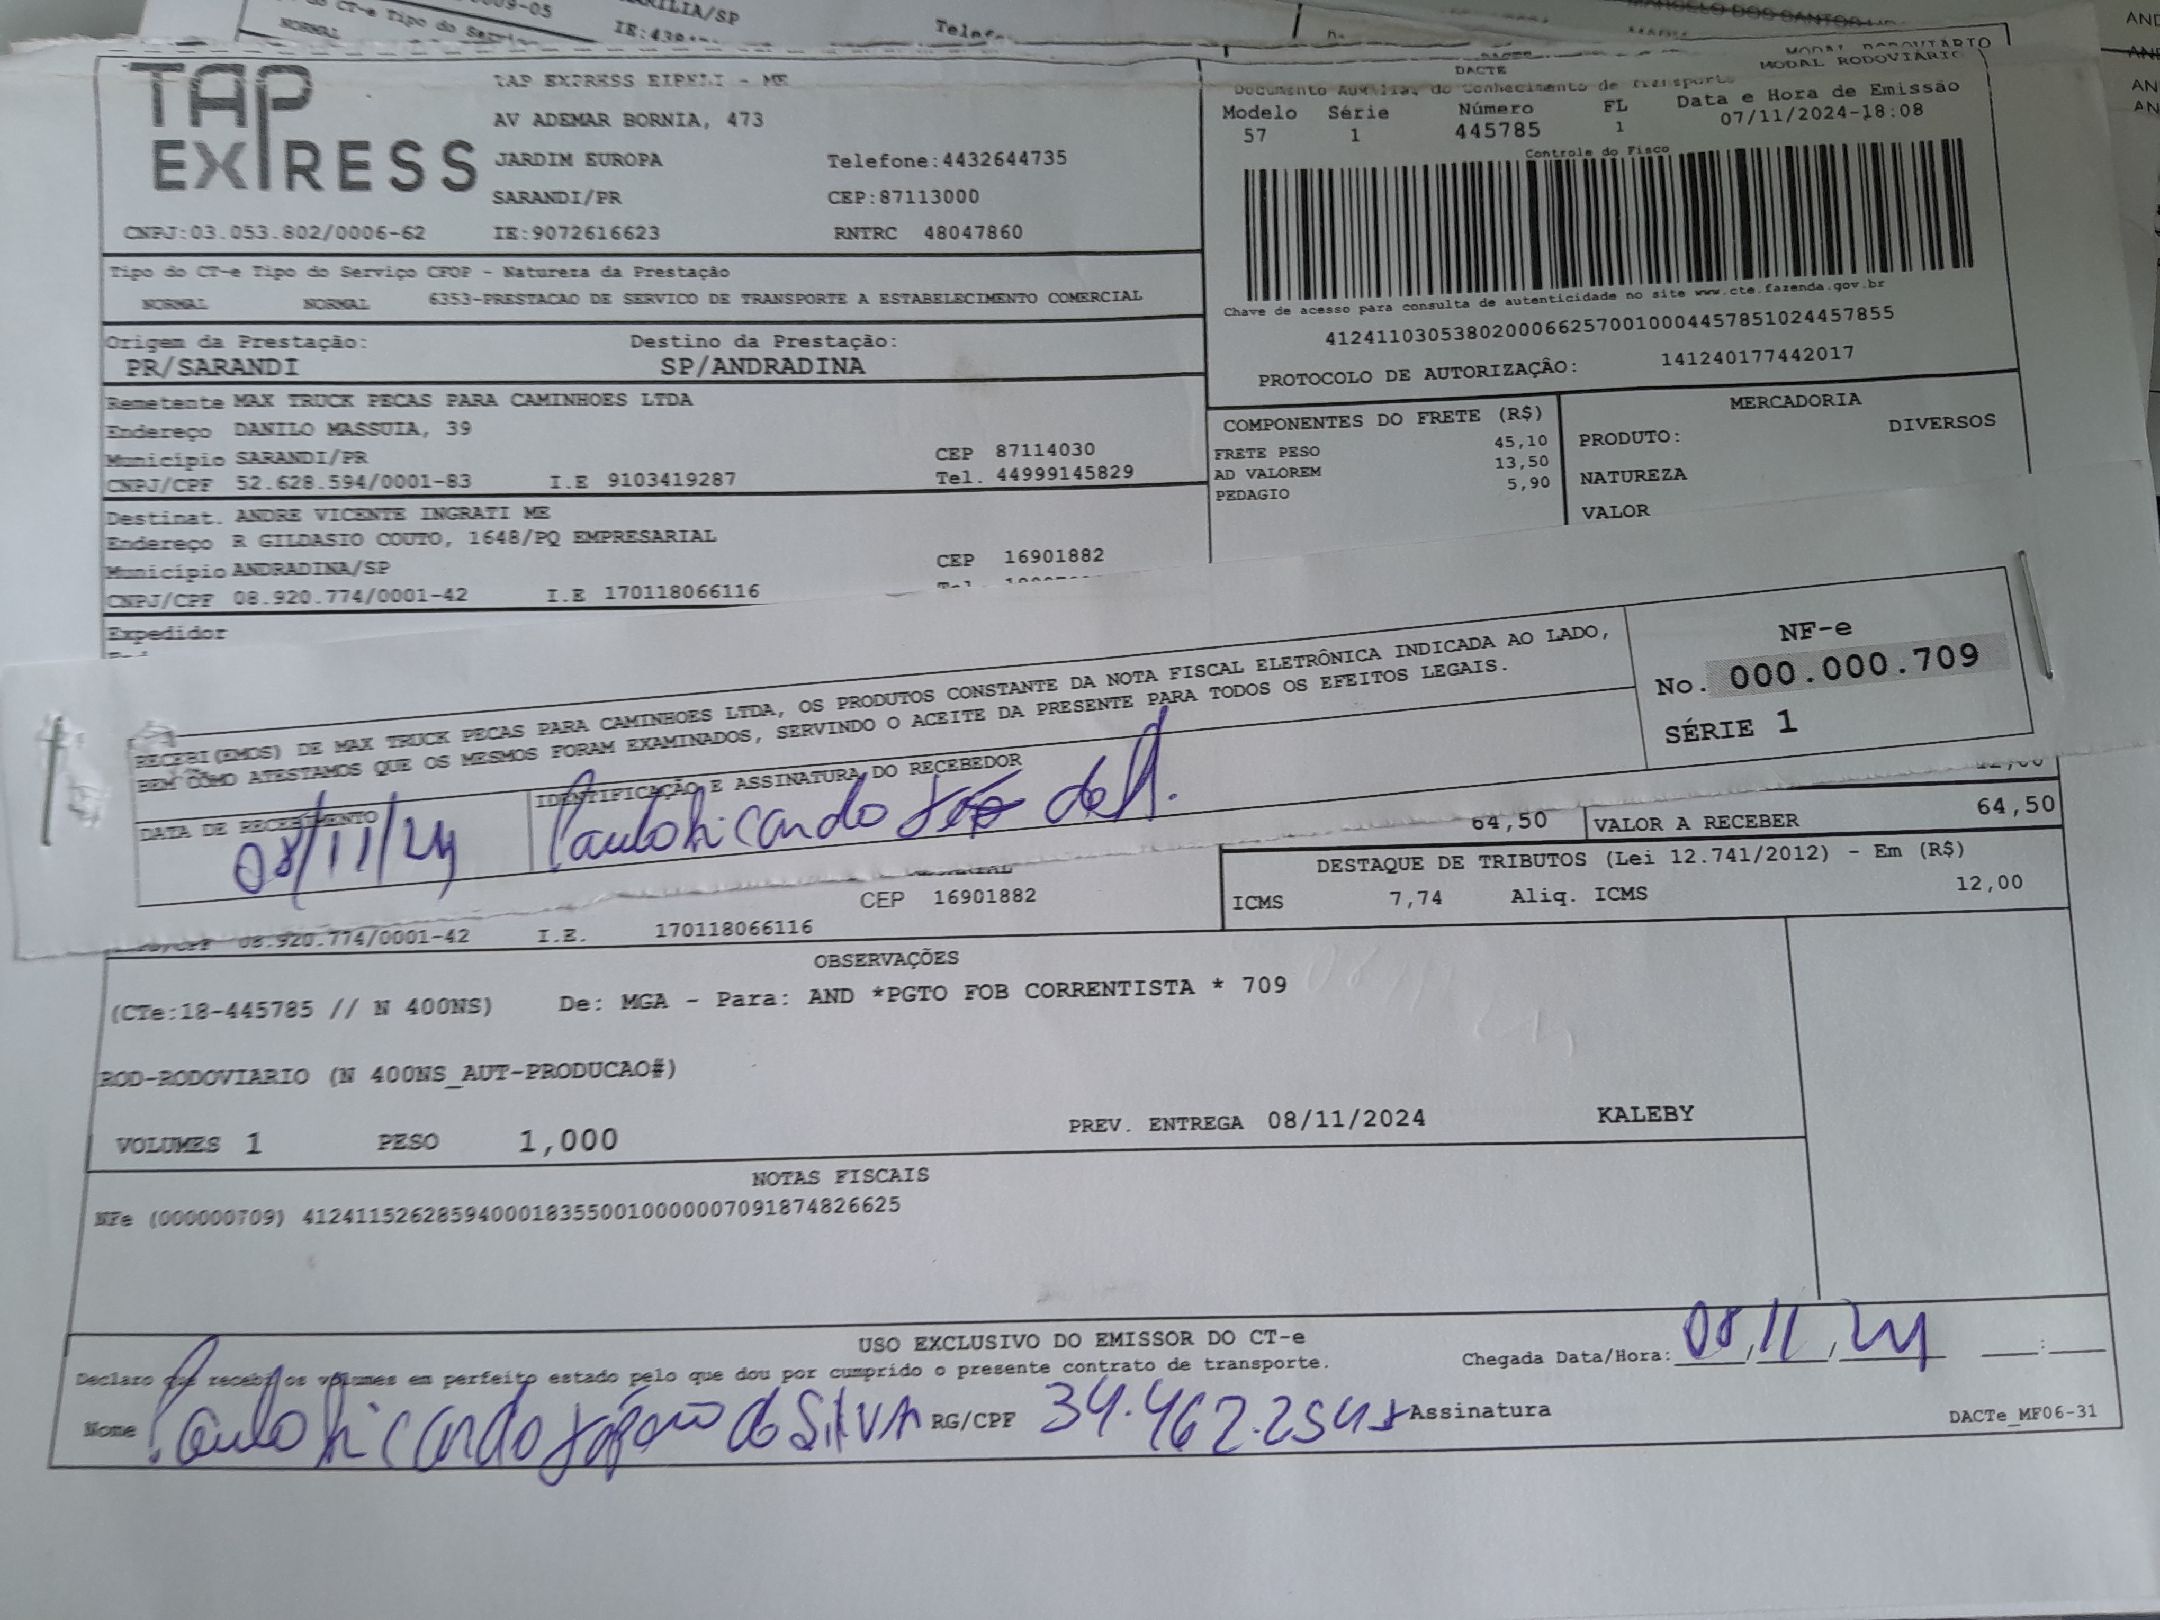 TAP
EXPRESS
TAP EXPRESS EIRELI - ME
AV ADEMAR BORNIA, 473
JARDIM EUROPA Telefone:4432644735
SARANDI/PR CEP:87113000
CNPJ:03.053.802/0006-62 IE:9072616623 RNTRC 48047860
MODAL RODOVIÁRIO
DACTE
Documento Auxiliar do Conhecimento de Transporte
Modelo Série Número FL Data e Hora de Emissão
57 1 445785 1 07/11/2024-18:08
Controle do Fisco
Chave de acesso para consulta de autenticidade no site www.cte.fazenda.gov.br
41241103053802000662570010004457851024457855
PROTOCOLO DE AUTORIZAÇÃO: 141240177442017
Tipo do CT-e Tipo do Serviço CFOP - Natureza da Prestação
NORMAL NORMAL 6353-PRESTACAO DE SERVICO DE TRANSPORTE A ESTABELECIMENTO COMERCIAL
Origem da Prestação: Destino da Prestação:
PR/SARANDI SP/ANDRADINA
Remetente MAX TRUCK PECAS PARA CAMINHOES LTDA
Endereço DANILO MASSUIA, 39
Município SARANDI/PR CEP 87114030
CNPJ/CPF 52.628.594/0001-83 I.E 9103419287 Tel. 44999145829
COMPONENTES DO FRETE (R$)
FRETE PESO 45,10
AD VALOREM 13,50
PEDAGIO 5,90
MERCADORIA
PRODUTO: DIVERSOS
NATUREZA
VALOR
Destinat. ANDRE VICENTE INGRATI ME
Endereço R GILDASIO COUTO, 1648/PQ EMPRESARIAL
Município ANDRADINA/SP CEP 16901882
CNPJ/CPF 08.920.774/0001-42 I.E 170118066116
Expedidor
RECEBI(EMOS) DE MAX TRUCK PECAS PARA CAMINHOES LTDA, OS PRODUTOS CONSTANTE DA NOTA FISCAL ELETRÔNICA INDICADA AO LADO,
BEM COMO ATESTAMOS QUE OS MESMOS FORAM EXAMINADOS, SERVINDO O ACEITE DA PRESENTE PARA TODOS OS EFEITOS LEGAIS.
NF-e
No. 000.000.709
SÉRIE 1
DATA DE RECEBIMENTO IDENTIFICAÇÃO E ASSINATURA DO RECEBEDOR
08/11/24 Paulo Ricardo
64,50 VALOR A RECEBER 64,50
DESTAQUE DE TRIBUTOS (Lei 12.741/2012) - Em (R$)
ICMS 7,74 Aliq. ICMS 12,00
CEP 16901882
08.920.774/0001-42 I.E. 170118066116
OBSERVAÇÕES
(CTe:18-445785 // N 400NS) De: MGA - Para: AND *PGTO FOB CORRENTISTA * 709
ROD-RODOVIARIO (N 400NS_AUT-PRODUCAO#)
VOLUMES 1 PESO 1,000 PREV. ENTREGA 08/11/2024 KALEBY
NOTAS FISCAIS
NFe (000000709) 41241152628594000183550010000007091874826625
USO EXCLUSIVO DO EMISSOR DO CT-e
Declaro que recebi os volumes em perfeito estado pelo que dou por cumprido o presente contrato de transporte. Chegada Data/Hora: 08/11/24
Nome Paulo Ricardo da SilVA RG/CPF Assinatura
DACTe_MF06-31